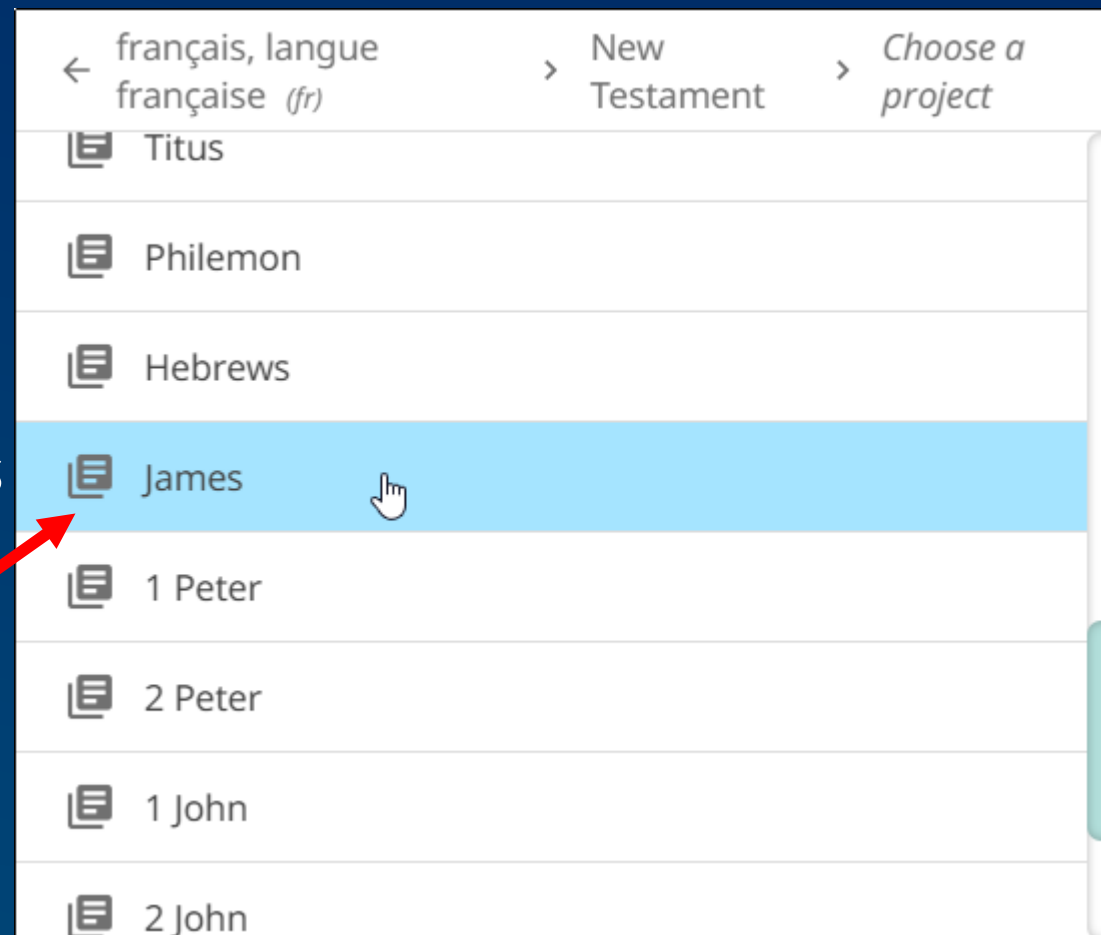 français, langue
française (fr)
> New
Testament
> Choose a
project
Titus
Philemon
Hebrews
James
1 Peter
2 Peter
1 John
2 John